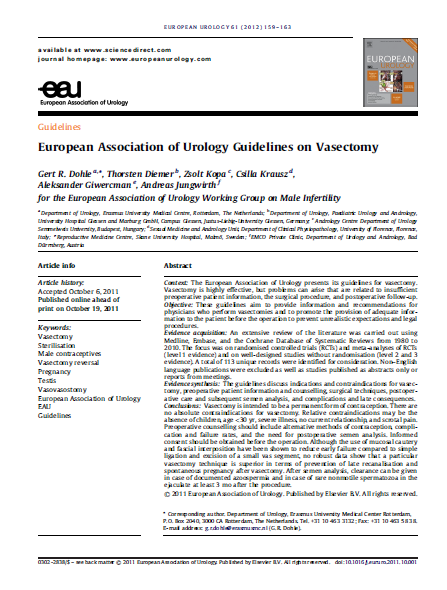 EUROPEAN UROLOGY 61 (2012) 159–163
available at www.sciencedirect.com
journal homepage: www.europeanurology.com
EUROPEAN
UROLOGY
eau
European Association of Urology
Guidelines
European Association of Urology Guidelines on Vasectomy
Gert R. Dohle a,*, Thorsten Diemer b, Zsolt Kopa c, Csilla Krausz d,
Aleksander Giwercman e, Andreas Jungwirth f
for the European Association of Urology Working Group on Male Infertility
a Department of Urology, Erasmus University Medical Centre, Rotterdam, The Netherlands; b Department of Urology, Paediatric Urology and Andrology,
University Hospital Giessen and Marburg GmbH, Campus Giessen, Justus-Liebig-University Giessen, Germany; c Andrology Centre Department of Urology
Semmelweis University, Budapest, Hungary; d Sexual Medicine and Andrology Unit, Department of Clinical Physiopathology, University of Florence, Florence,
Italy; e Reproductive Medicine Centre, Skane University Hospital, Malmö, Sweden; f EMCO Private Clinic, Department of Urology and Andrology, Bad
Dürrnberg, Austria
Article info
Article history:
Accepted October 6, 2011
Published online ahead of
print on October 19, 2011
Keywords:
Vasectomy
Sterilisation
Male contraceptives
Vasectomy reversal
Pregnancy
Testis
Vasovasostomy
European Association of Urology
EAU
Guidelines
Abstract
Context: The European Association of Urology presents its guidelines for vasectomy.
Vasectomy is highly effective, but problems can arise that are related to insufficient
preoperative patient information, the surgical procedure, and postoperative follow-up.
Objective: These guidelines aim to provide information and recommendations for
physicians who perform vasectomies and to promote the provision of adequate infor-
mation to the patient before the operation to prevent unrealistic expectations and legal
procedures.
Evidence acquisition: An extensive review of the literature was carried out using
Medline, Embase, and the Cochrane Database of Systematic Reviews from 1980 to
2010. The focus was on randomised controlled trials (RCTs) and meta-analyses of RCTs
(level 1 evidence) and on well-designed studies without randomisation (level 2 and 3
evidence). A total of 113 unique records were identified for consideration. Non-English
language publications were excluded as well as studies published as abstracts only or
reports from meetings.
Evidence synthesis: The guidelines discuss indications and contraindications for vasec-
tomy, preoperative patient information and counselling, surgical techniques, postoper-
ative care and subsequent semen analysis, and complications and late consequences.
Conclusions: Vasectomy is intended to be a permanent form of contraception. There are
no absolute contraindications for vasectomy. Relative contraindications may be the
absence of children, age <30 yr, severe illness, no current relationship, and scrotal pain.
Preoperative counselling should include alternative methods of contraception, compli-
cation and failure rates, and the need for postoperative semen analysis. Informed
consent should be obtained before the operation. Although the use of mucosal cautery
and fascial interposition have been shown to reduce early failure compared to simple
ligation and excision of a small vas segment, no robust data show that a particular
vasectomy technique is superior in terms of prevention of late recanalisation and
spontaneous pregnancy after vasectomy. After semen analysis, clearance can be given
in case of documented azoospermia and in case of rare nonmotile spermatozoa in the
ejaculate at least 3 mo after the procedure.
© 2011 European Association of Urology. Published by Elsevier B.V. All rights reserved.
* Corresponding author. Department of Urology, Erasmus University Medical Centre Rotterdam,
P.O. Box 2040, 3000 CA Rotterdam, The Netherlands. Tel. +31 10 463 3132; Fax: +31 10 463 5838.
E-mail address: g.r.dohle@erasmusmc.nl (G.R. Dohle).
0302-2838/$ – see back matter © 2011 European Association of Urology. Published by Elsevier B.V. All rights reserved. doi:10.1016/j.eururo.2011.10.001